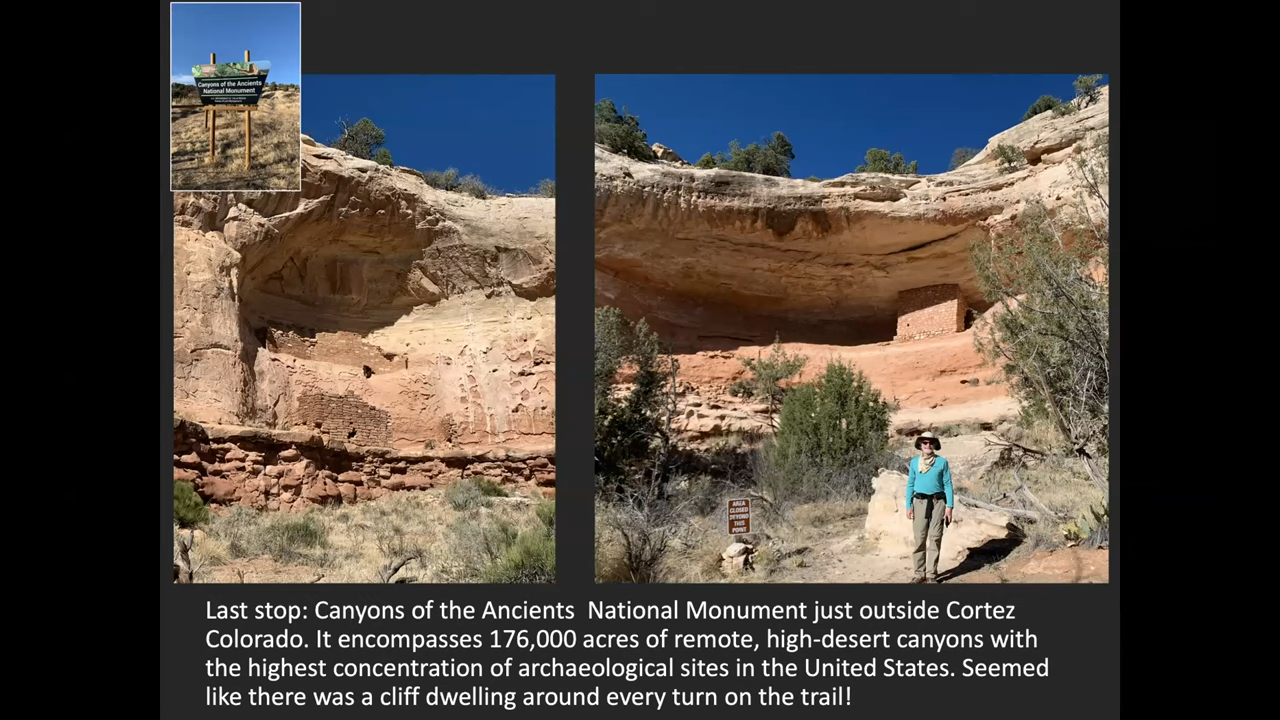 Canyons of the Ancients
National Monument
AREA
CLOSED
BEYOND
THIS
POINT
Last stop: Canyons of the Ancients  National Monument just outside Cortez
Colorado. It encompasses 176,000 acres of remote, high-desert canyons with
the highest concentration of archaeological sites in the United States. Seemed
like there was a cliff dwelling around every turn on the trail!